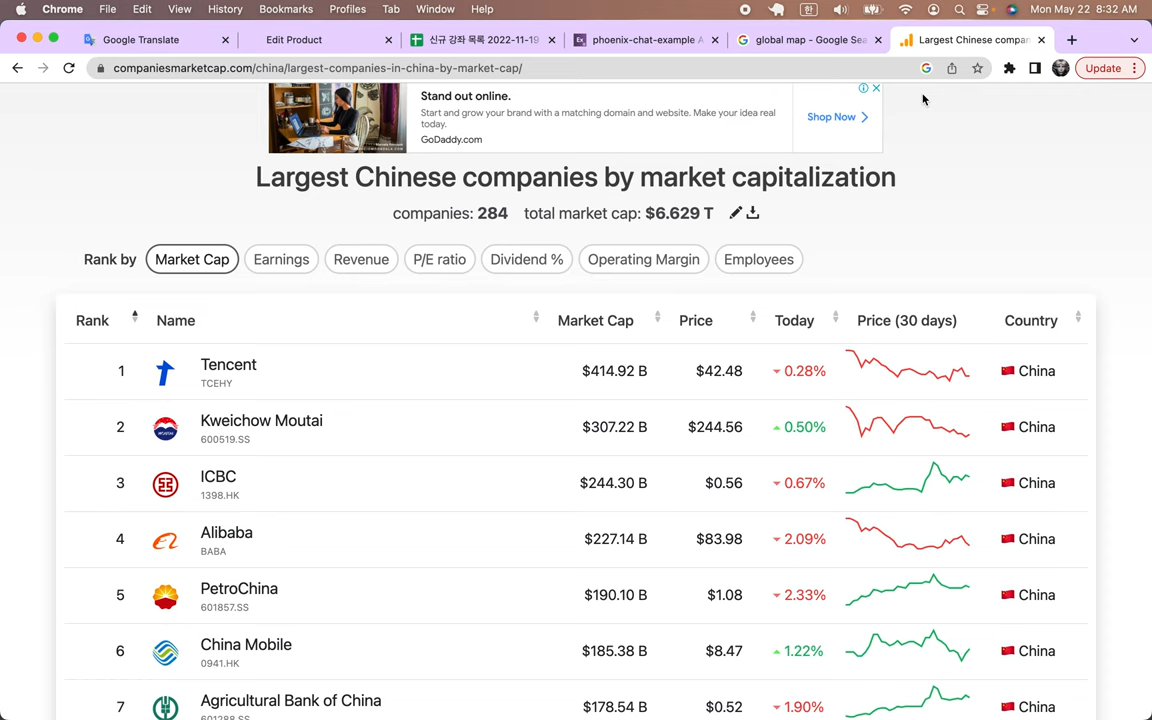 Chrome File Edit View History Bookmarks Profiles Tab Window Help 한 Mon May 22 8:32 AM
Google Translate Edit Product 신규 강좌 목록 2022-11-19 phoenix-chat-example A global map - Google Sea Largest Chinese compan
companiesmarketcap.com/china/largest-companies-in-china-by-market-cap/ Update
Stand out online.
Start and grow your brand with a matching domain and website. Make your idea real
today.
Shop Now
GoDaddy.com
Largest Chinese companies by market capitalization
companies: 284 total market cap: $6.629 T
Rank by Market Cap Earnings Revenue P/E ratio Dividend % Operating Margin Employees
Rank Name Market Cap Price Today Price (30 days) Country
1 Tencent $414.92 B $42.48 0.28% China
TCEHY
2 Kweichow Moutai $307.22 B $244.56 0.50% China
600519.SS
3 ICBC $244.30 B $0.56 0.67% China
1398.HK
4 Alibaba $227.14 B $83.98 2.09% China
BABA
5 PetroChina $190.10 B $1.08 2.33% China
601857.SS
6 China Mobile $185.38 B $8.47 1.22% China
0941.HK
7 Agricultural Bank of China $178.54 B $0.52 1.90% China
601288.SS